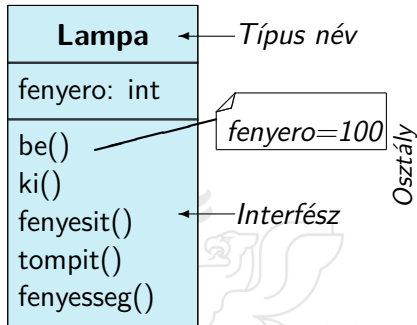 Lampa
Típus név
fenyero: int
be()
fenyero=100
ki()
fenyesit()
Interfész
tompit()
fenyesseg()
Osztály